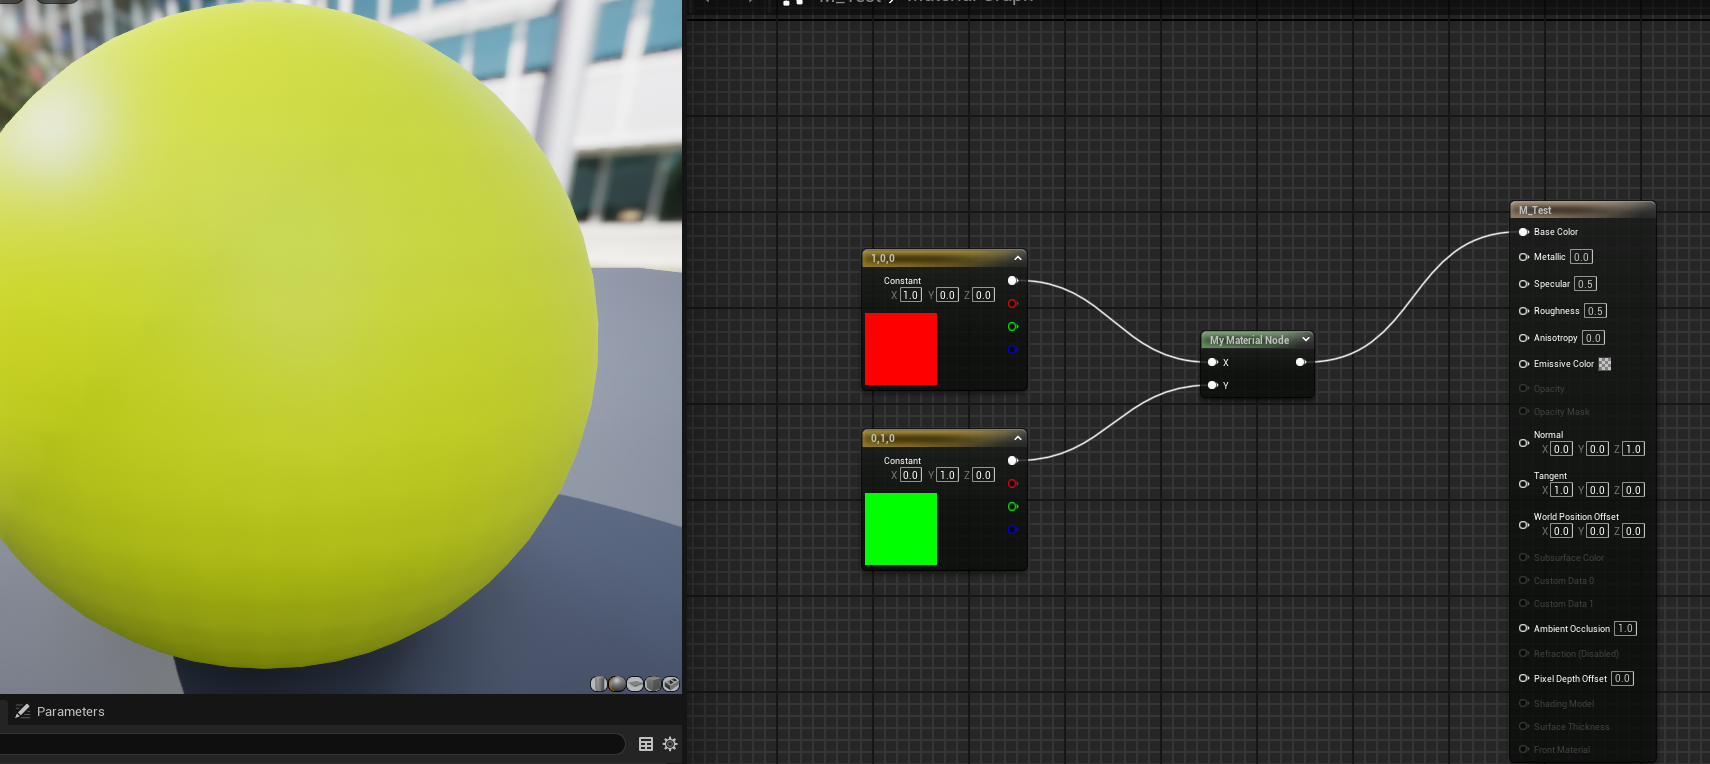 M_Test
Material Graph
1,0,0
Constant
X 1.0 Y 0.0 Z 0.0
0,1,0
Constant
X 0.0 Y 1.0 Z 0.0
My Material Node
X
Y
M_Test
Base Color
Metallic 0.0
Specular 0.5
Roughness 0.5
Anisotropy 0.0
Emissive Color
Opacity
Opacity Mask
Normal
X 0.0 Y 0.0 Z 1.0
Tangent
X 1.0 Y 0.0 Z 0.0
World Position Offset
X 0.0 Y 0.0 Z 0.0
Subsurface Color
Custom Data 0
Custom Data 1
Ambient Occlusion 1.0
Refraction (Disabled)
Pixel Depth Offset 0.0
Shading Model
Surface Thickness
Front Material
Parameters